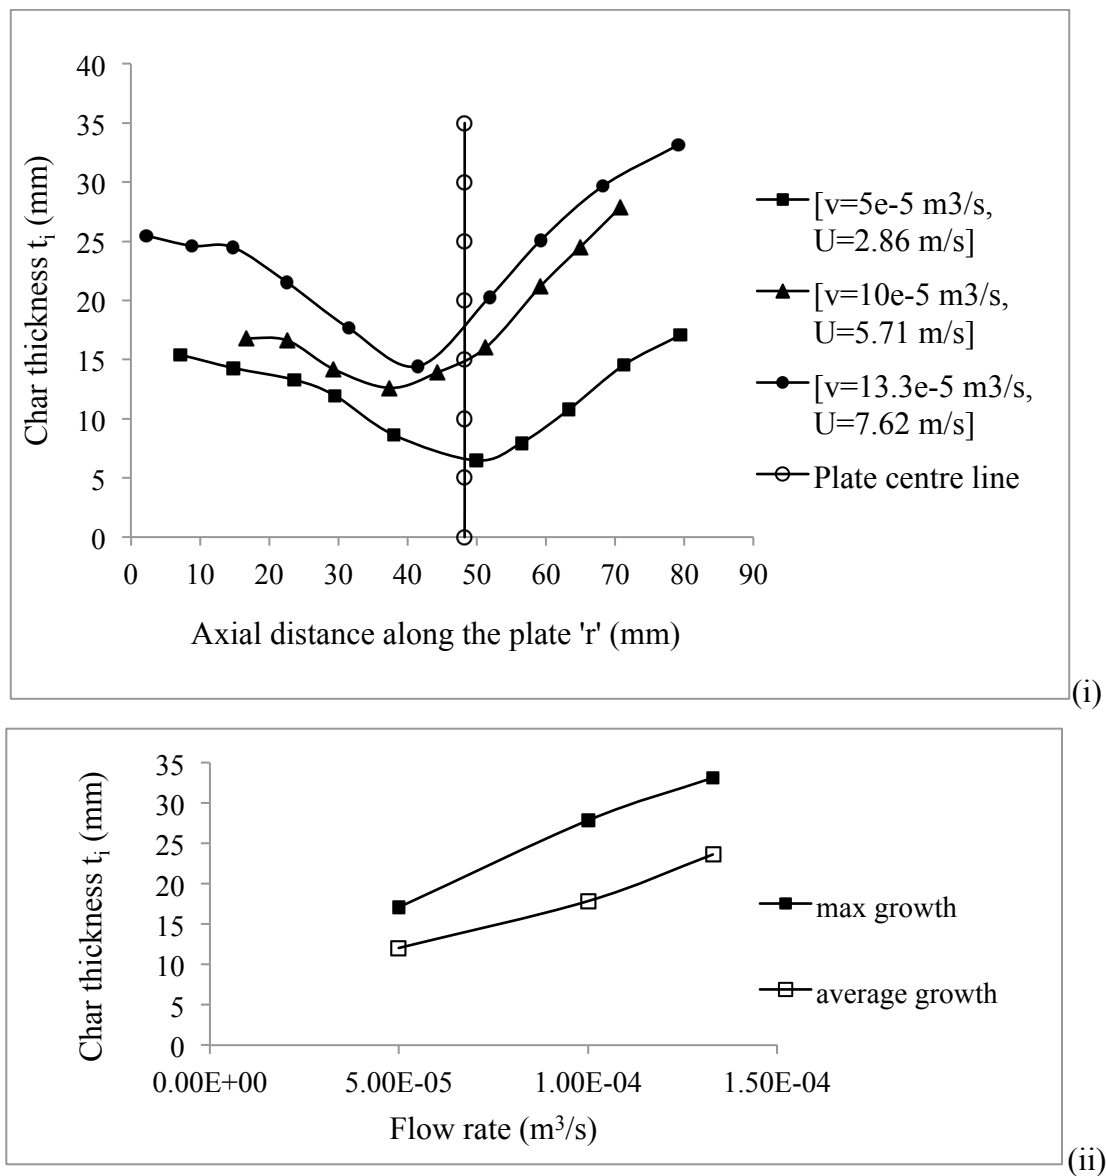 40
35
30
25
20
15
10
5
0
Char thickness tᵢ (mm)
0 10 20 30 40 50 60 70 80 90
Axial distance along the plate 'r' (mm)
[v=5e-5 m3/s,
U=2.86 m/s]
[v=10e-5 m3/s,
U=5.71 m/s]
[v=13.3e-5 m3/s,
U=7.62 m/s]
Plate centre line
(i)
35
30
25
20
15
10
5
0
Char thickness tᵢ (mm)
0.00E+00 5.00E-05 1.00E-04 1.50E-04
Flow rate (m³/s)
max growth
average growth
(ii)